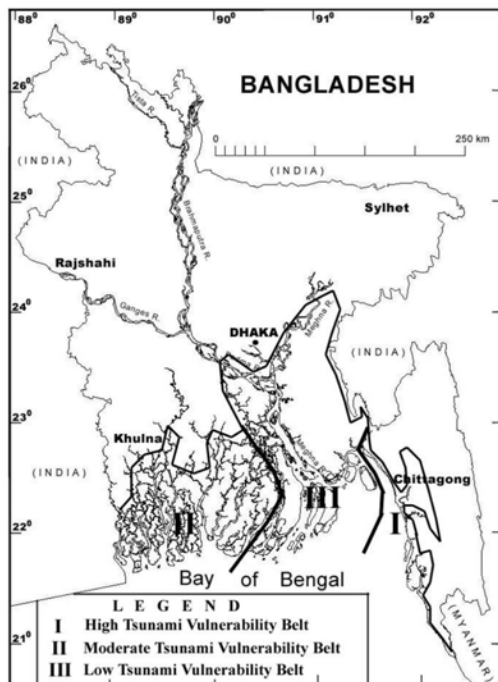 88° 89° 90° 91° 92°
BANGLADESH
26°
Tista R.
0 250 km
(INDIA)
(INDIA)
25°
Brahmaputra R.
Sylhet
Rajshahi
24°
Ganges R.
DHAKA
Meghna R.
(INDIA)
23°
Khulna
Meghna R.
Chittagong
(INDIA)
II
III
I
22°
Bay of Bengal
LEGEND
I High Tsunami Vulnerability Belt
II Moderate Tsunami Vulnerability Belt
III Low Tsunami Vulnerability Belt
21°
(MYANMAR)